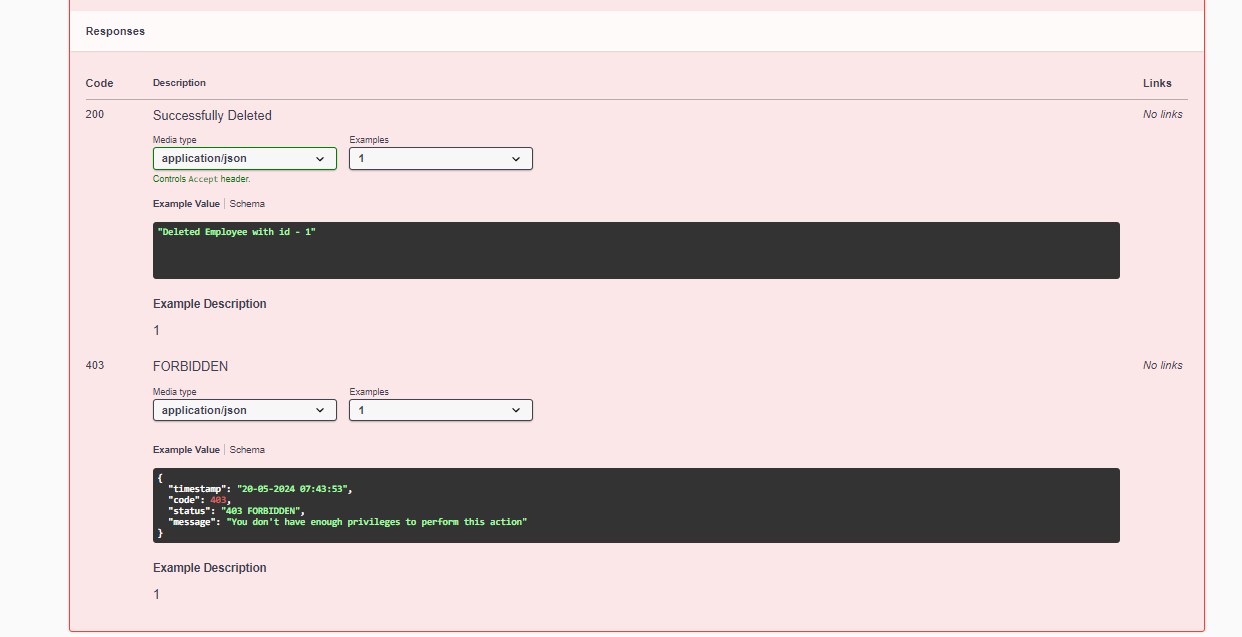 Responses
Code Description Links
200 Successfully Deleted No links
Media type Examples
application/json 1
Controls Accept header.
Example Value Schema
"Deleted Employee with id - 1"
Example Description
1
403 FORBIDDEN No links
Media type Examples
application/json 1
Example Value Schema
{
  "timestamp": "20-05-2024 07:43:53",
  "code": 403,
  "status": "403 FORBIDDEN",
  "message": "You don't have enough privileges to perform this action"
}
Example Description
1